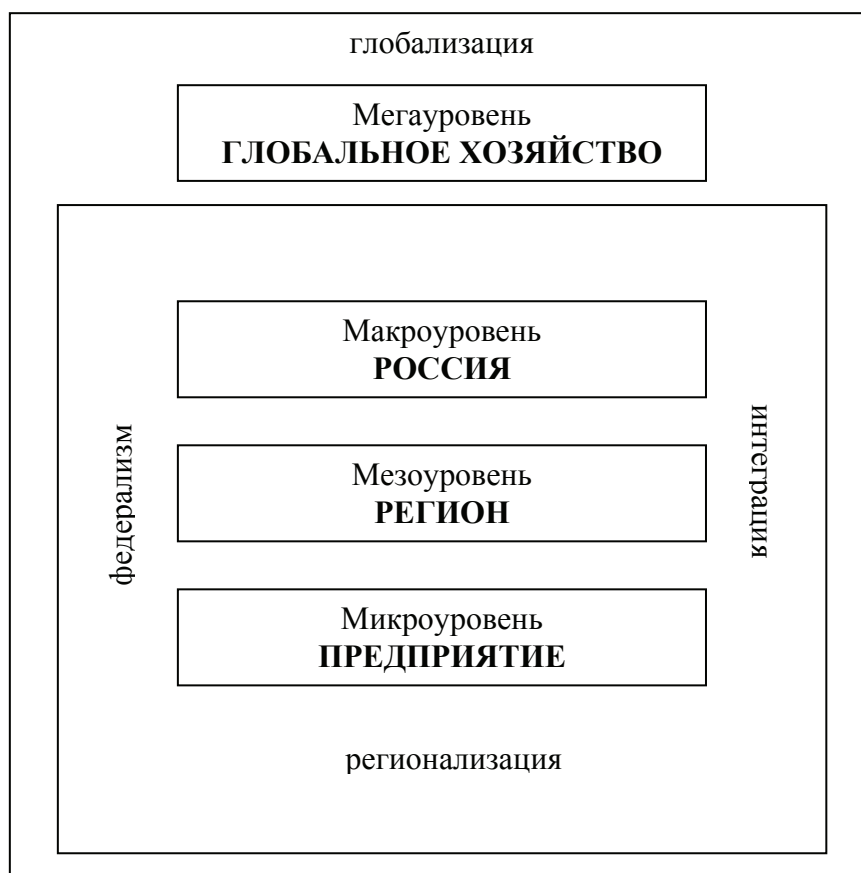 глобализация
Мегауровень
ГЛОБАЛЬНОЕ ХОЗЯЙСТВО
Макроуровень
РОССИЯ
федерализм
интеграция
Мезоуровень
РЕГИОН
Микроуровень
ПРЕДПРИЯТИЕ
регионализация